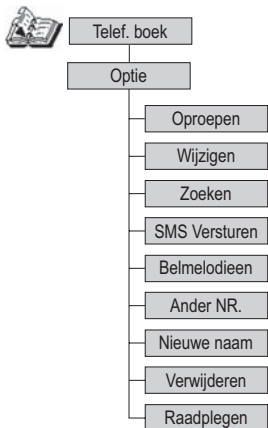 Telef. boek
Optie
Oproepen
Wijzigen
Zoeken
SMS Versturen
Belmelodieen
Ander NR.
Nieuwe naam
Verwijderen
Raadplegen